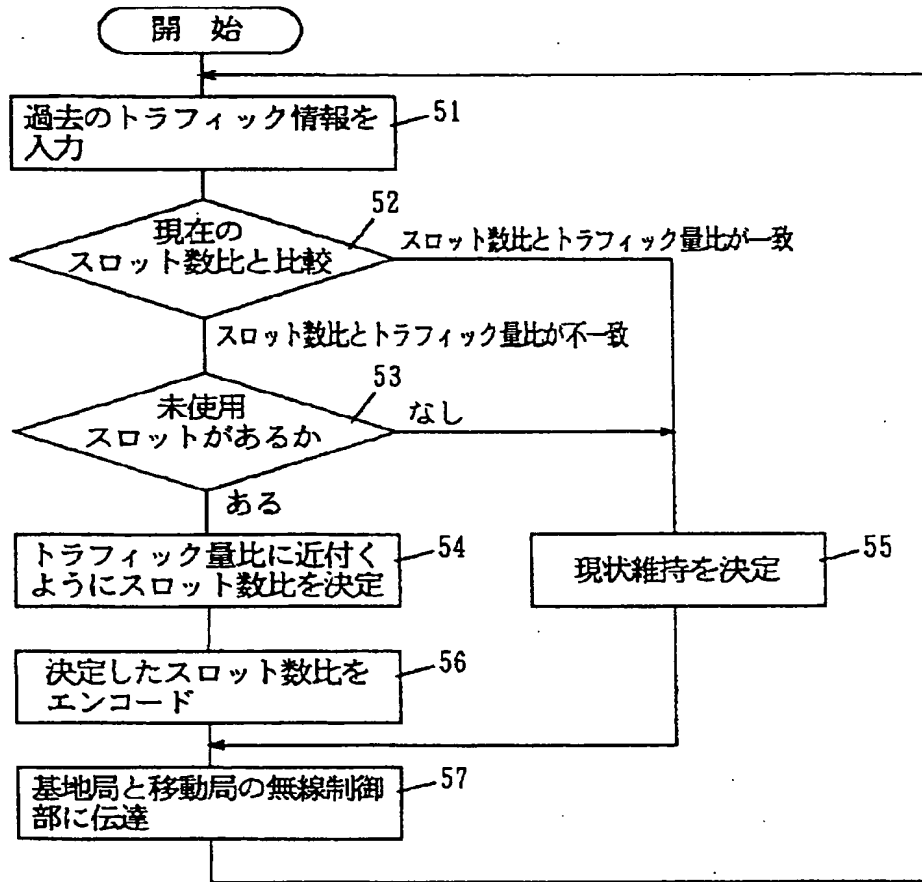 開 始
過去のトラフィック情報を
入力
51
現在の
スロット数比と比較
52
スロット数比とトラフィック量比が一致
スロット数比とトラフィック量比が不一致
未使用
スロットがあるか
53
なし
ある
トラフィック量比に近付く
ようにスロット数比を決定
54
現状維持を決定
55
決定したスロット数比を
エンコード
56
基地局と移動局の無線制御
部に伝達
57